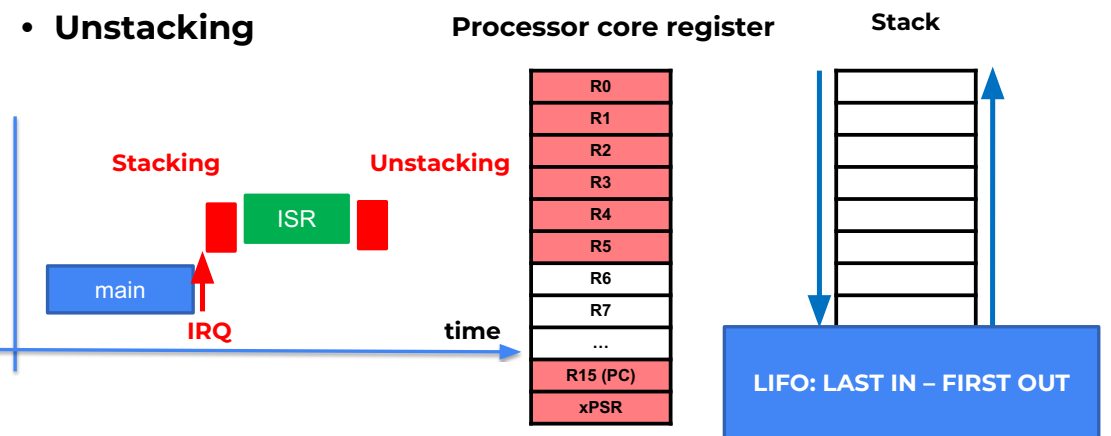 • Unstacking
Processor core register
Stack
R0
R1
R2
R3
R4
R5
R6
R7
…
R15 (PC)
xPSR
Stacking
Unstacking
ISR
main
IRQ
time
LIFO: LAST IN – FIRST OUT